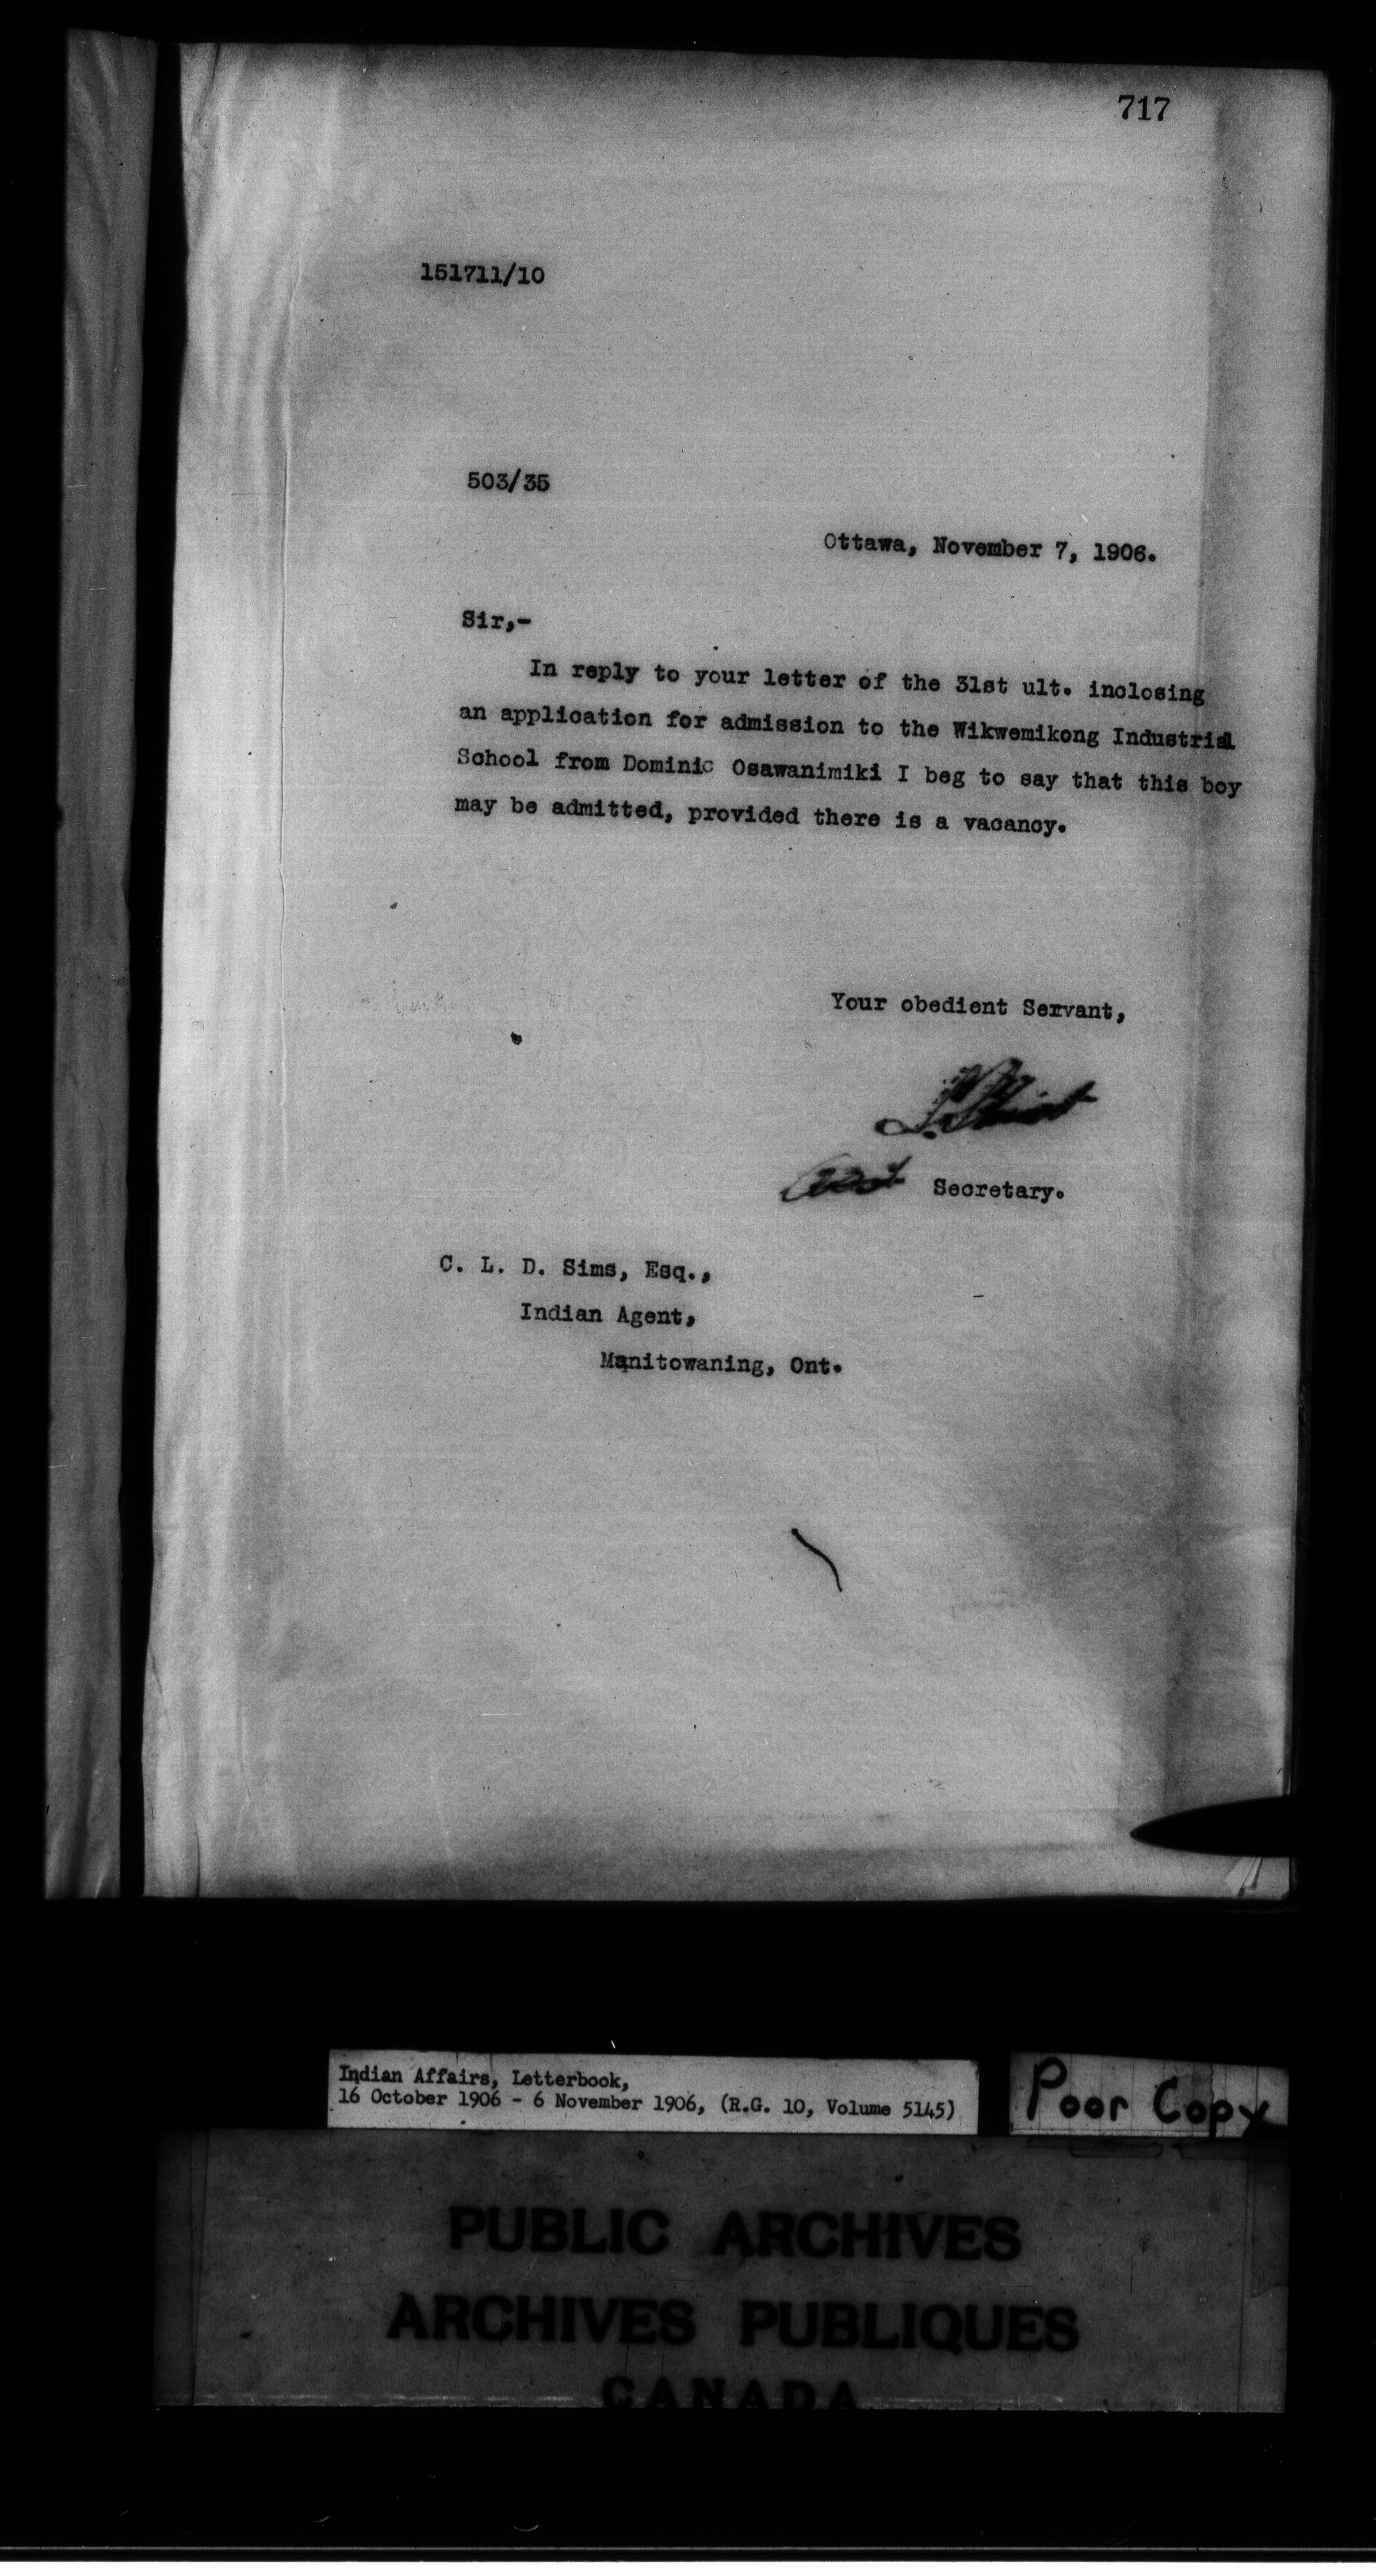 717
151711/10
503/35
Ottawa, November 7, 1906.
Sir,-
In reply to your letter of the 31st ult. inclosing
an application for admission to the Wikwemikong Industrial
School from Dominic Osawanimiki I beg to say that this boy
may be admitted, provided there is a vacancy.
Your obedient Servant,
Asst Secretary.
C. L. D. Sims, Esq.,
Indian Agent,
Manitowaning, Ont.
Indian Affairs, Letterbook,
16 October 1906 - 6 November 1906, (R.G. 10, Volume 5145)
Poor Copy
PUBLIC ARCHIVES
ARCHIVES PUBLIQUES
CANADA